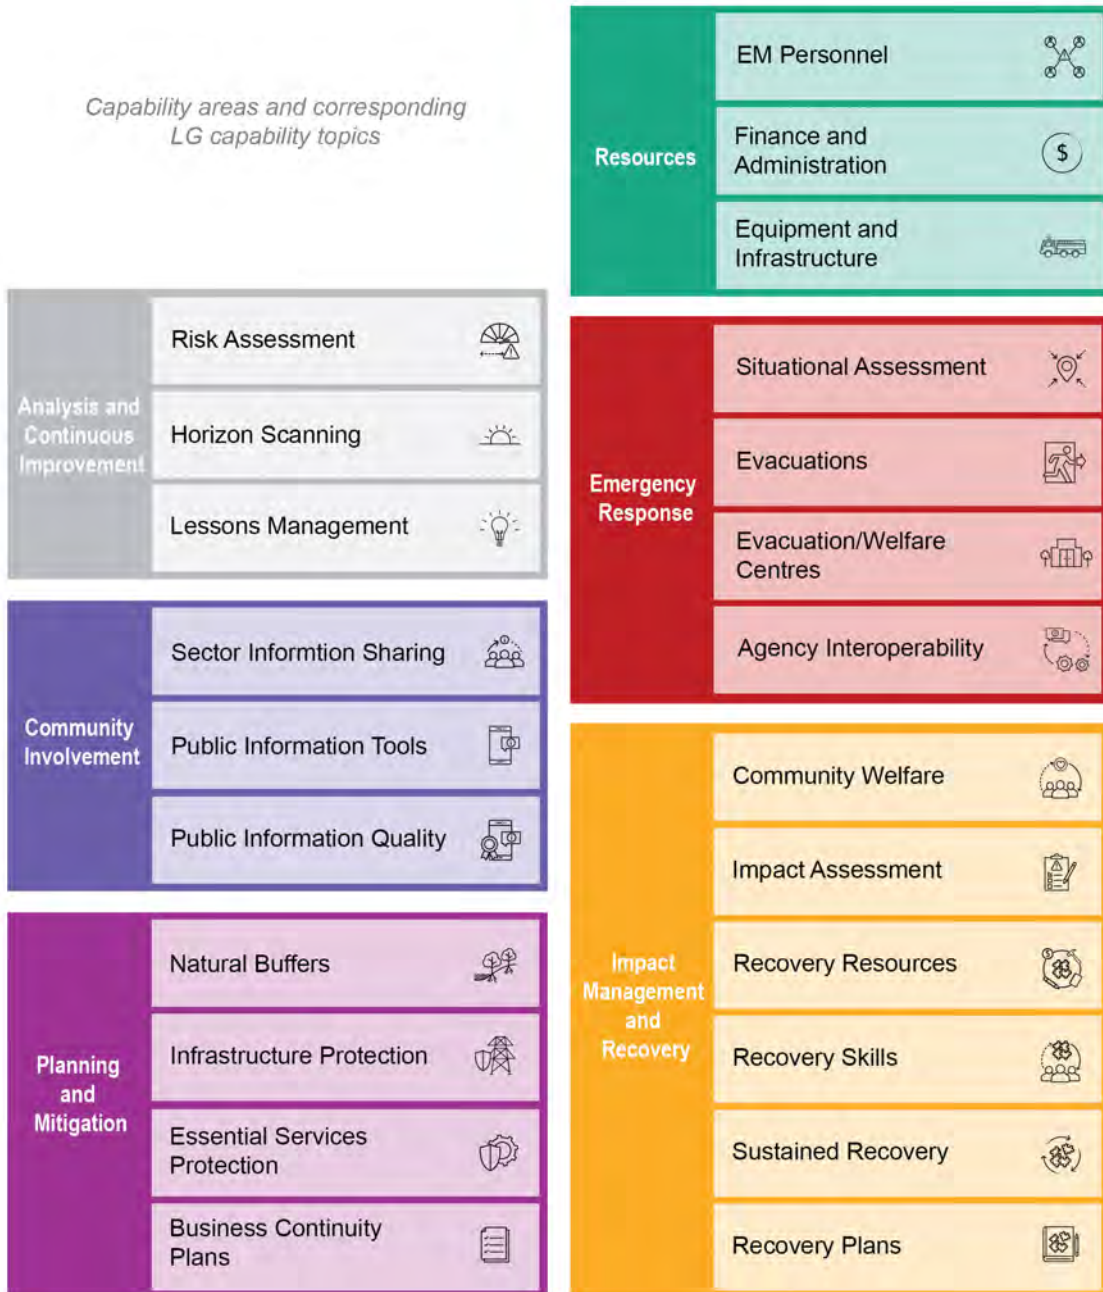 Capability areas and corresponding
LG capability topics
Analysis and
Continuous
Improvement
Risk Assessment
Horizon Scanning
Lessons Management
Community
Involvement
Sector Informtion Sharing
Public Information Tools
Public Information Quality
Planning
and
Mitigation
Natural Buffers
Infrastructure Protection
Essential Services
Protection
Business Continuity
Plans
Resources
EM Personnel
Finance and
Administration
$
Equipment and
Infrastructure
Emergency
Response
Situational Assessment
Evacuations
Evacuation/Welfare
Centres
Agency Interoperability
Impact
Management
and
Recovery
Community Welfare
Impact Assessment
Recovery Resources
Recovery Skills
Sustained Recovery
Recovery Plans